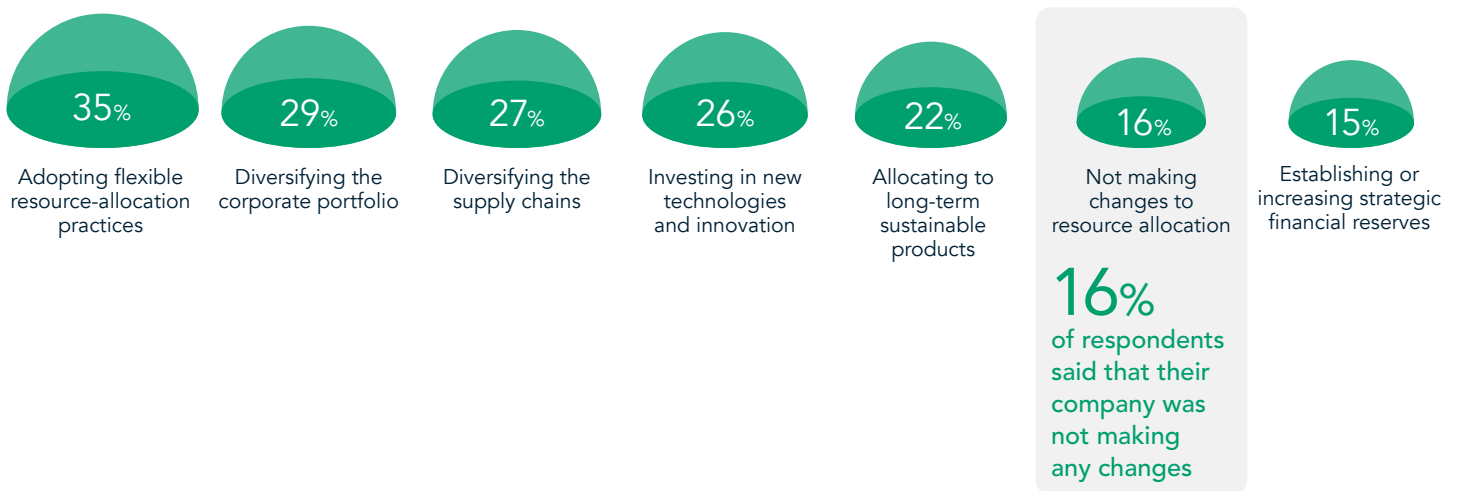 35%
Adopting flexible
resource-allocation
practices
29%
Diversifying the
corporate portfolio
27%
Diversifying the
supply chains
26%
Investing in new
technologies
and innovation
22%
Allocating to
long-term
sustainable
products
16%
Not making
changes to
resource allocation
16%
of respondents
said that their
company was
not making
any changes
15%
Establishing or
increasing strategic
financial reserves